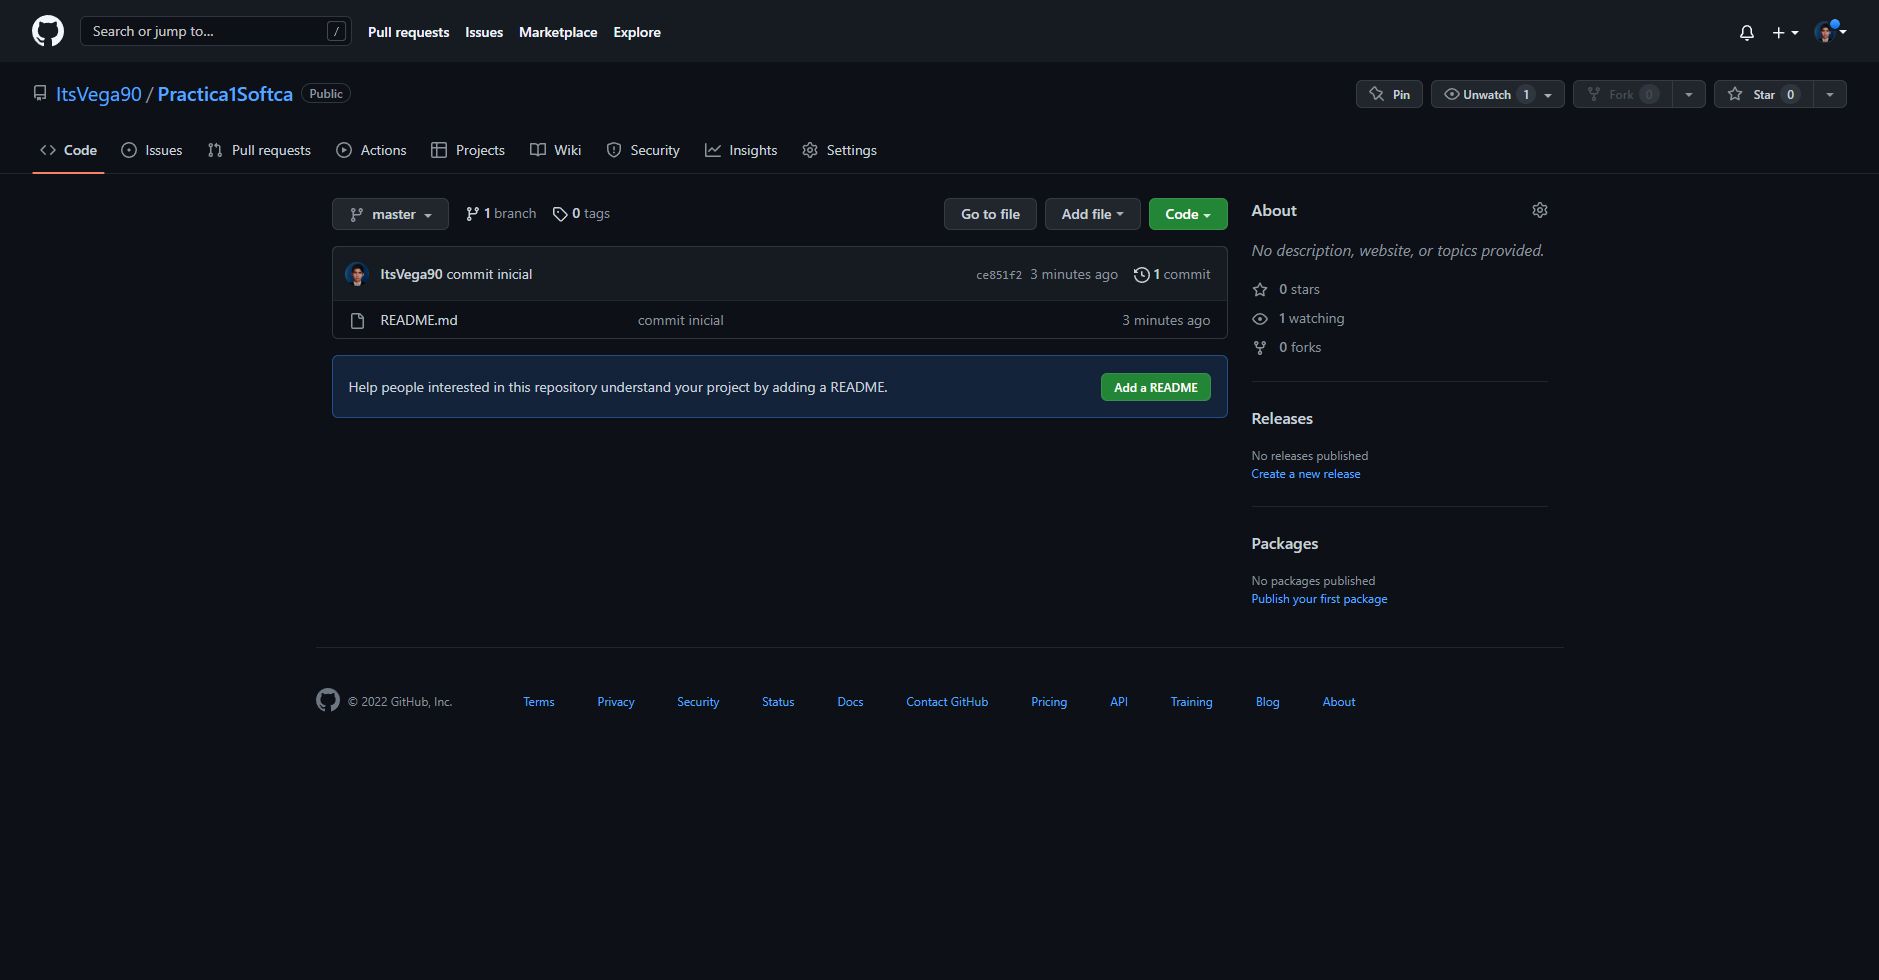 Search or jump to... / Pull requests Issues Marketplace Explore
ItsVega90 / Practica1Softca Public Pin Unwatch 1 Fork 0 Star 0
Code Issues Pull requests Actions Projects Wiki Security Insights Settings
master 1 branch 0 tags Go to file Add file Code
ItsVega90 commit inicial ce851f2 3 minutes ago 1 commit
README.md commit inicial 3 minutes ago
Help people interested in this repository understand your project by adding a README. Add a README
About
No description, website, or topics provided.
0 stars
1 watching
0 forks
Releases
No releases published
Create a new release
Packages
No packages published
Publish your first package
© 2022 GitHub, Inc. Terms Privacy Security Status Docs Contact GitHub Pricing API Training Blog About